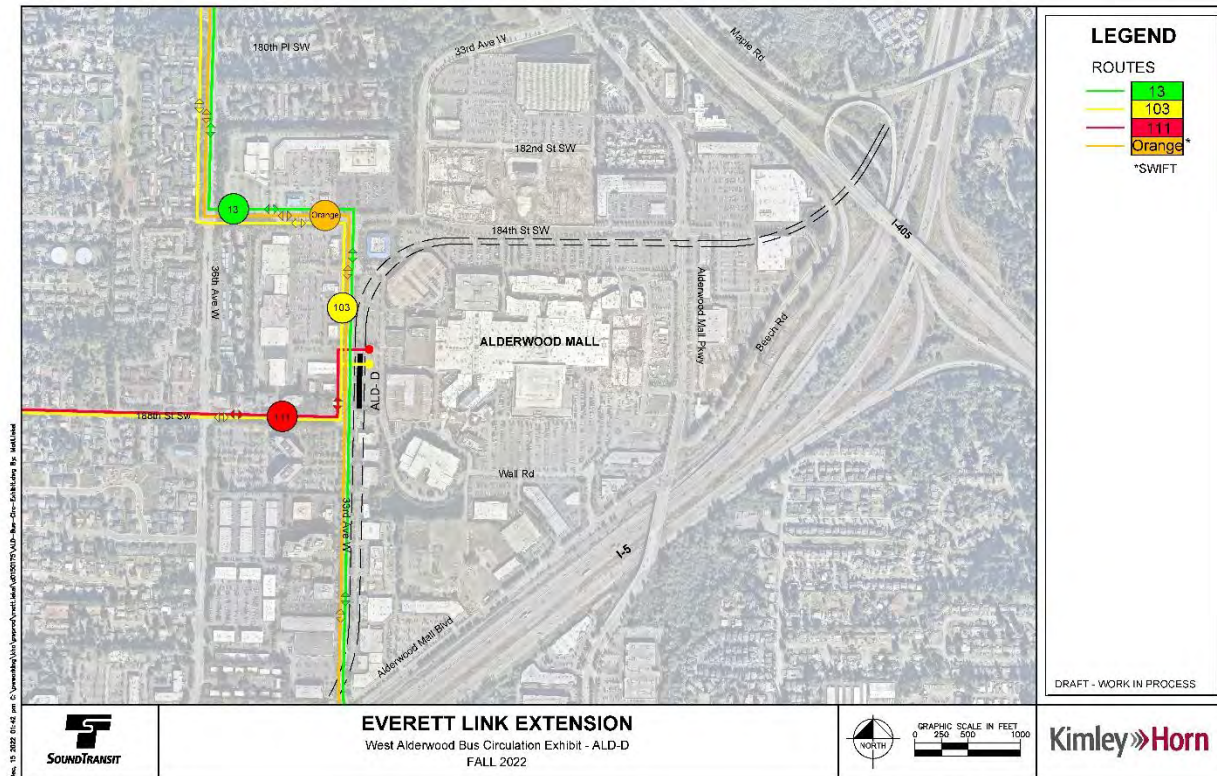 180th Pl SW
33rd Ave W
Maple Rd
182nd St SW
13
Orange
184th St SW
I-405
36th Ave W
103
Alderwood Mall Pkwy
Beech Rd
ALDERWOOD MALL
ALD-D
111
188th St SW
Wall Rd
33rd Ave W
I-5
Alderwood Mall Blvd
LEGEND
ROUTES
13
103
111
Orange*
*SWIFT
DRAFT - WORK IN PROCESS
SOUNDTRANSIT
EVERETT LINK EXTENSION
West Alderwood Bus Circulation Exhibit - ALD-D
FALL 2022
NORTH
GRAPHIC SCALE IN FEET
0 250 500 1000
Kimley»Horn